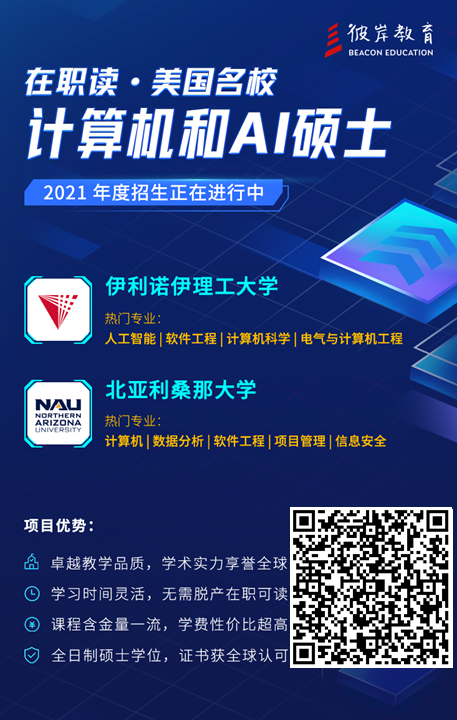 彼岸教育
BEACON EDUCATION
在职读·美国名校
计算机和AI硕士
2021 年度招生正在进行中
伊利诺伊理工大学
热门专业：
人工智能 | 软件工程 | 计算机科学 | 电气与计算机工程
NAU
NORTHERN
ARIZONA
UNIVERSITY
北亚利桑那大学
热门专业：
计算机 | 数据分析 | 软件工程 | 项目管理 | 信息安全
项目优势：
卓越教学品质，学术实力享誉全球
学习时间灵活，无需脱产在职可读
课程含金量一流，学费性价比超高
全日制硕士学位，证书获全球认可